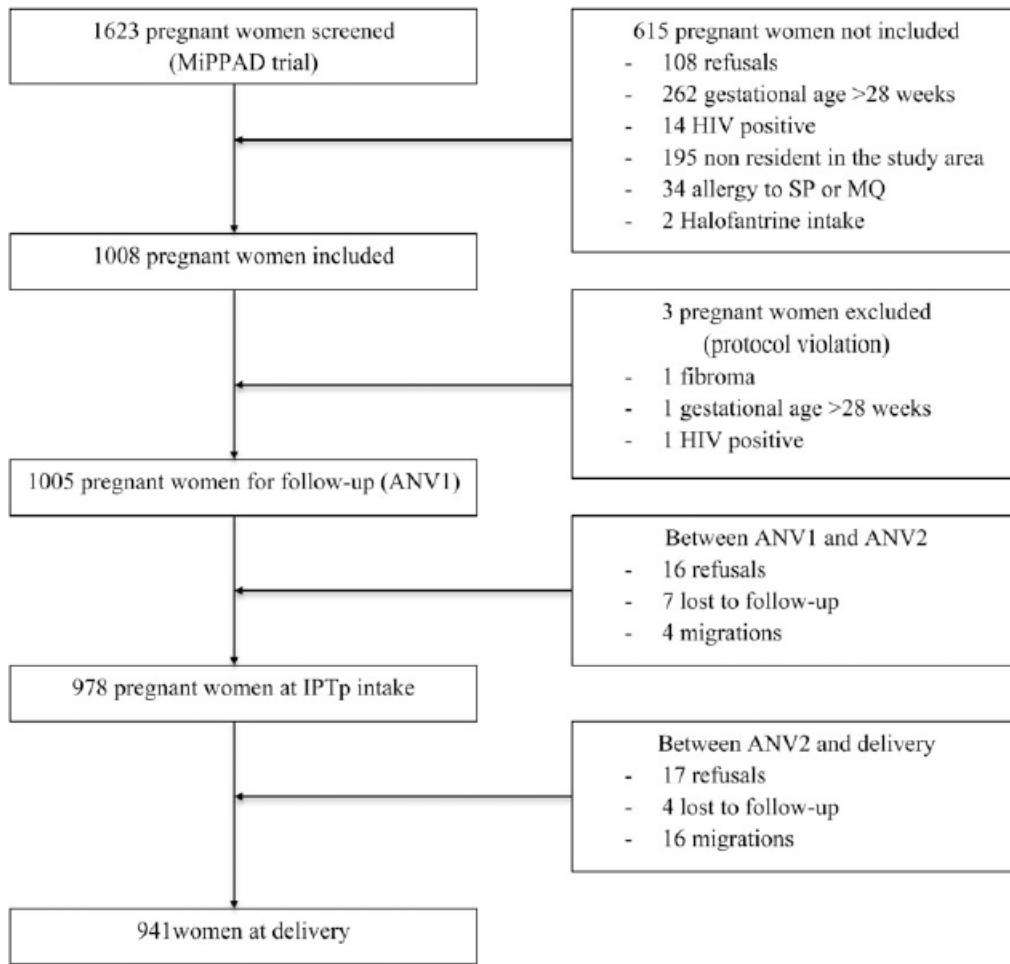 1623 pregnant women screened
(MiPPAD trial)
615 pregnant women not included
- 108 refusals
- 262 gestational age >28 weeks
- 14 HIV positive
- 195 non resident in the study area
- 34 allergy to SP or MQ
- 2 Halofantrine intake
1008 pregnant women included
3 pregnant women excluded
(protocol violation)
- 1 fibroma
- 1 gestational age >28 weeks
- 1 HIV positive
1005 pregnant women for follow-up (ANV1)
Between ANV1 and ANV2
- 16 refusals
- 7 lost to follow-up
- 4 migrations
978 pregnant women at IPTp intake
Between ANV2 and delivery
- 17 refusals
- 4 lost to follow-up
- 16 migrations
941women at delivery